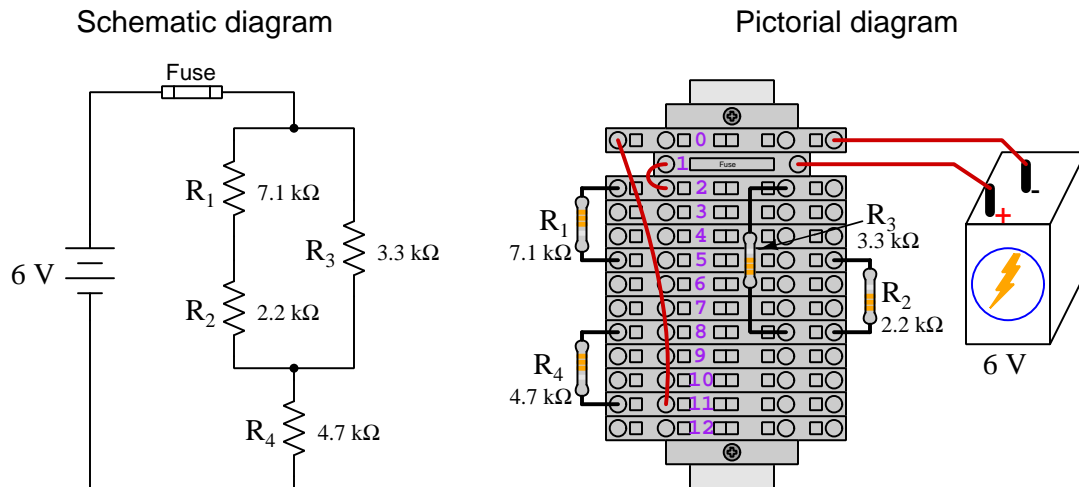 Schematic diagram
Fuse
R1
7.1 kΩ
R3
3.3 kΩ
6 V
R2
2.2 kΩ
R4
4.7 kΩ
Pictorial diagram
0
1
Fuse
2
3
4
5
6
7
8
9
10
11
12
R1
7.1 kΩ
R3
3.3 kΩ
R2
2.2 kΩ
R4
4.7 kΩ
-
+
6 V